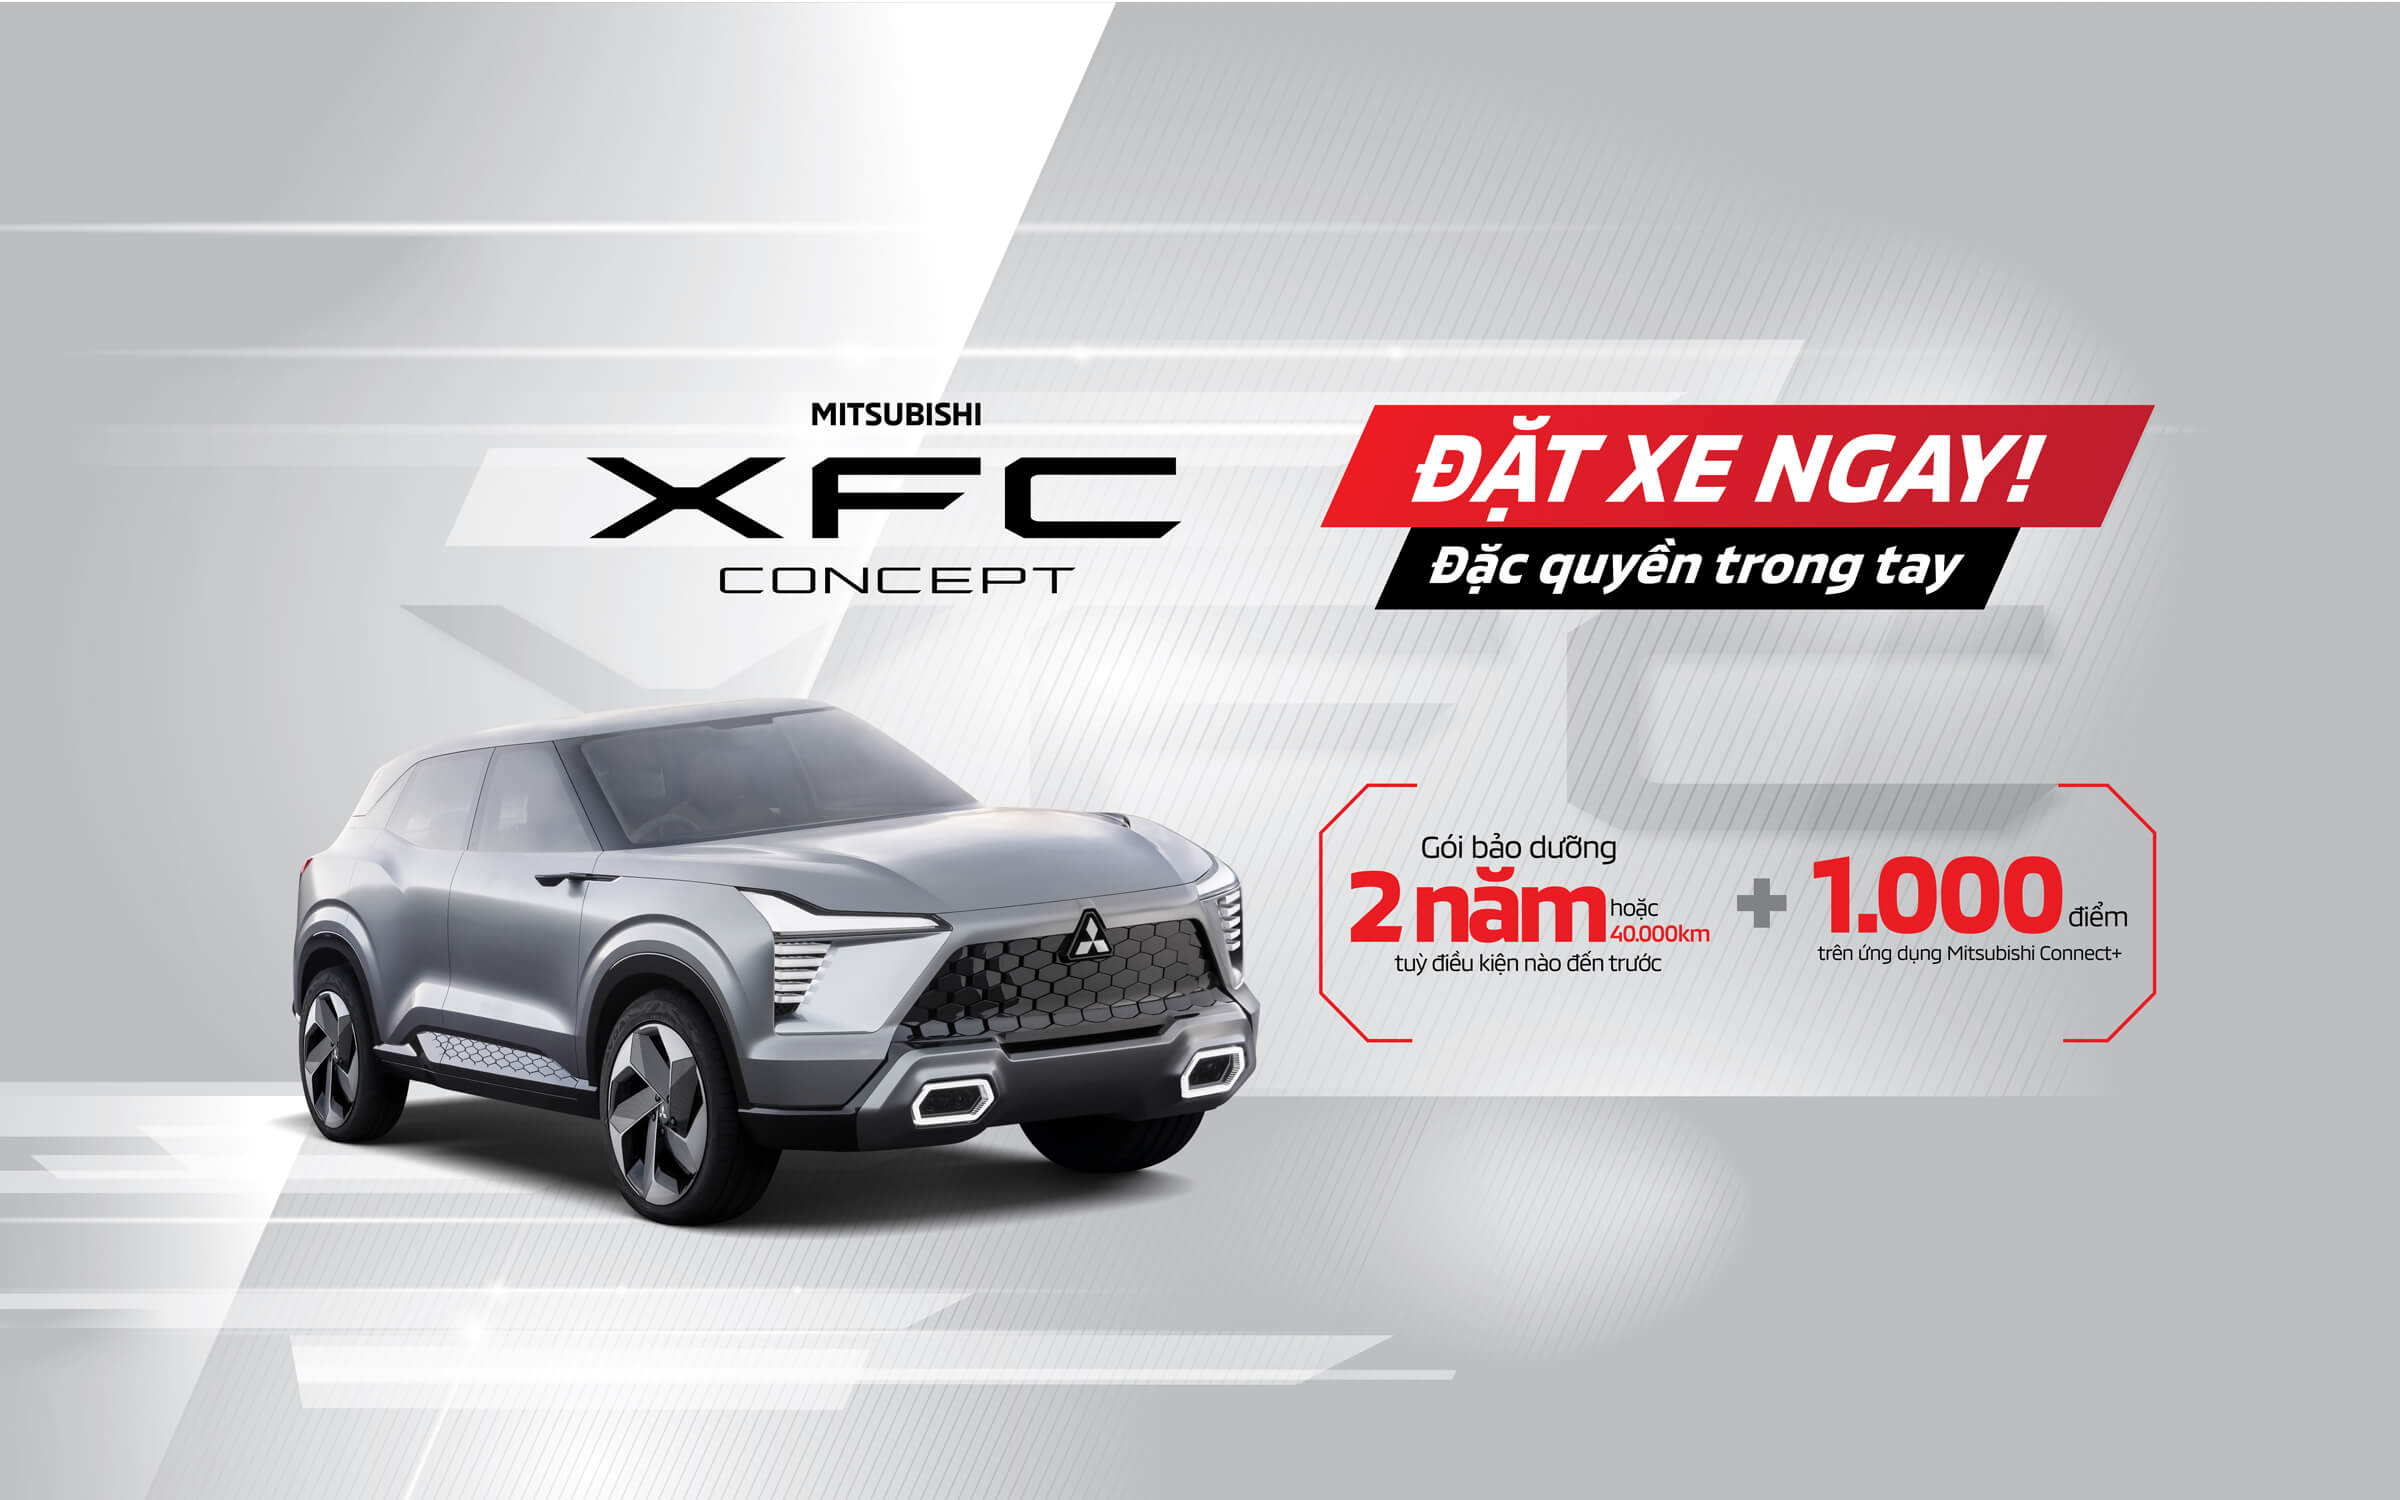 MITSUBISHI
XFC
CONCEPT
ĐẶT XE NGAY!
Đặc quyền trong tay
Gói bảo dưỡng
2 năm hoặc 40.000km
tuỳ điều kiện nào đến trước
+
1.000 điểm
trên ứng dụng Mitsubishi Connect+
XFC